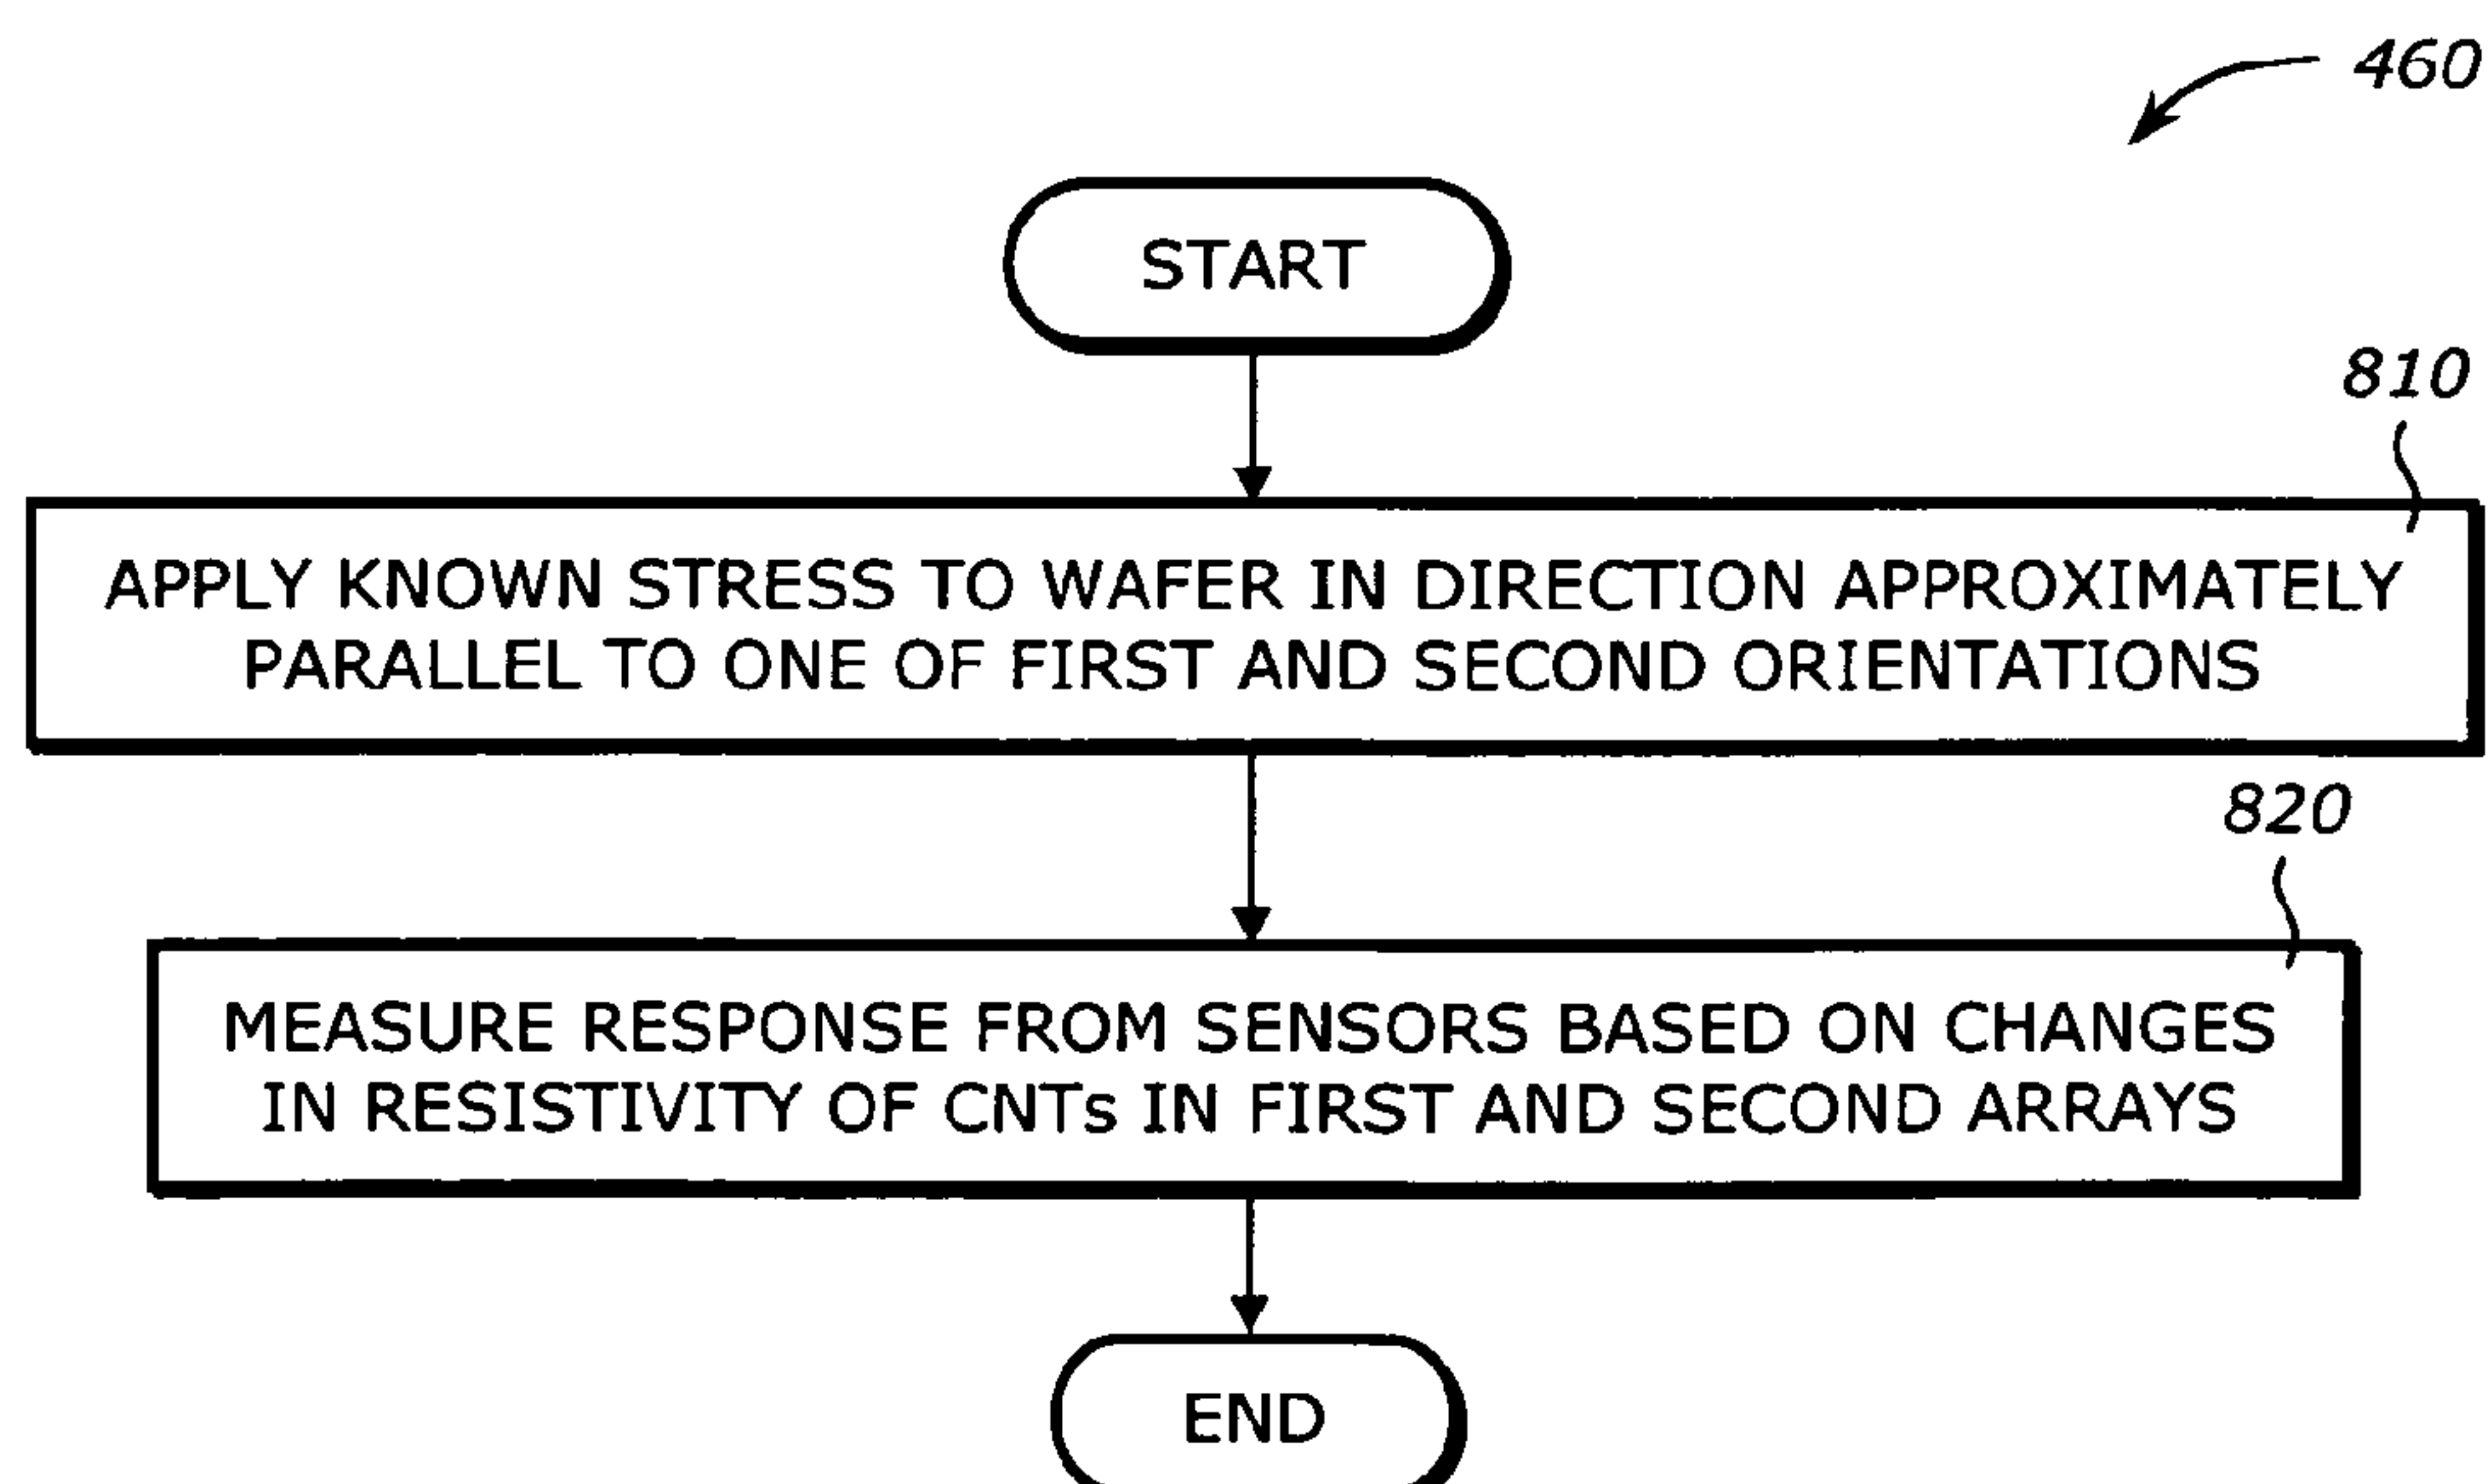 460
START
810
APPLY KNOWN STRESS TO WAFER IN DIRECTION APPROXIMATELY
PARALLEL TO ONE OF FIRST AND SECOND ORIENTATIONS
820
MEASURE RESPONSE FROM SENSORS BASED ON CHANGES
IN RESISTIVITY OF CNTs IN FIRST AND SECOND ARRAYS
END